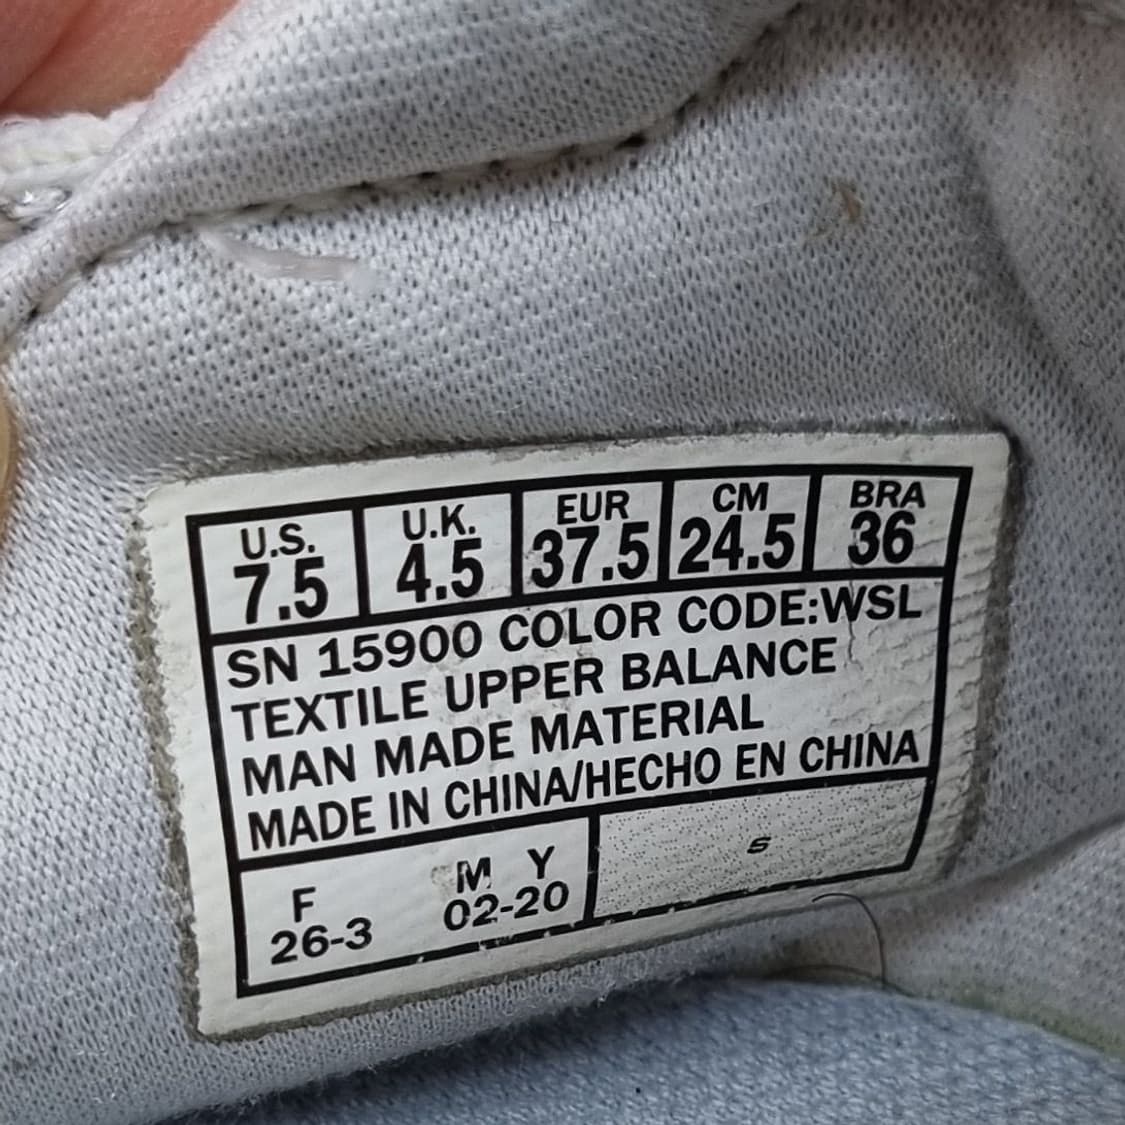 U.S. U.K. EUR CM BRA
7.5 4.5 37.5 24.5 36
SN 15900 COLOR CODE:WSL
TEXTILE UPPER BALANCE
MAN MADE MATERIAL
MADE IN CHINA/HECHO EN CHINA
F M Y
26-3 02-20
S